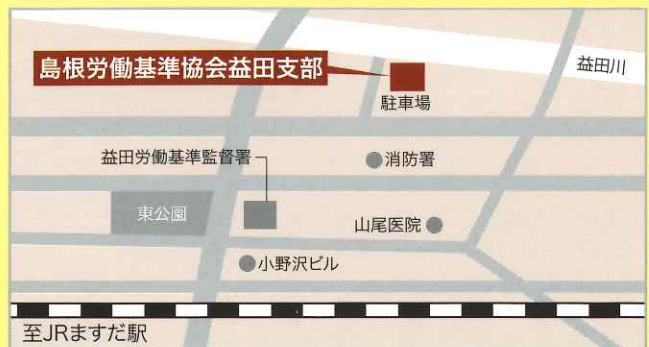 島根労働基準協会益田支部
益田川
駐車場
益田労働基準監督署
消防署
東公園
山尾医院
小野沢ビル
至JRますだ駅